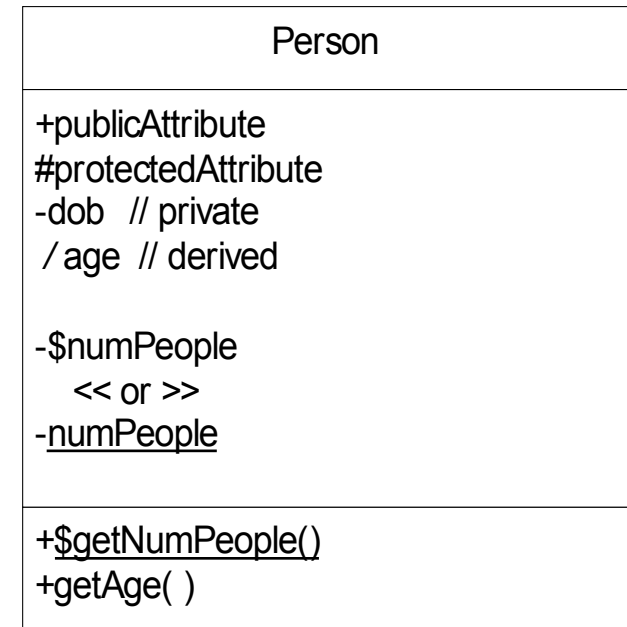 Person
+publicAttribute
#protectedAttribute
-dob // private
/ age // derived
-$numPeople
<< or >>
-numPeople
+$getNumPeople()
+getAge( )